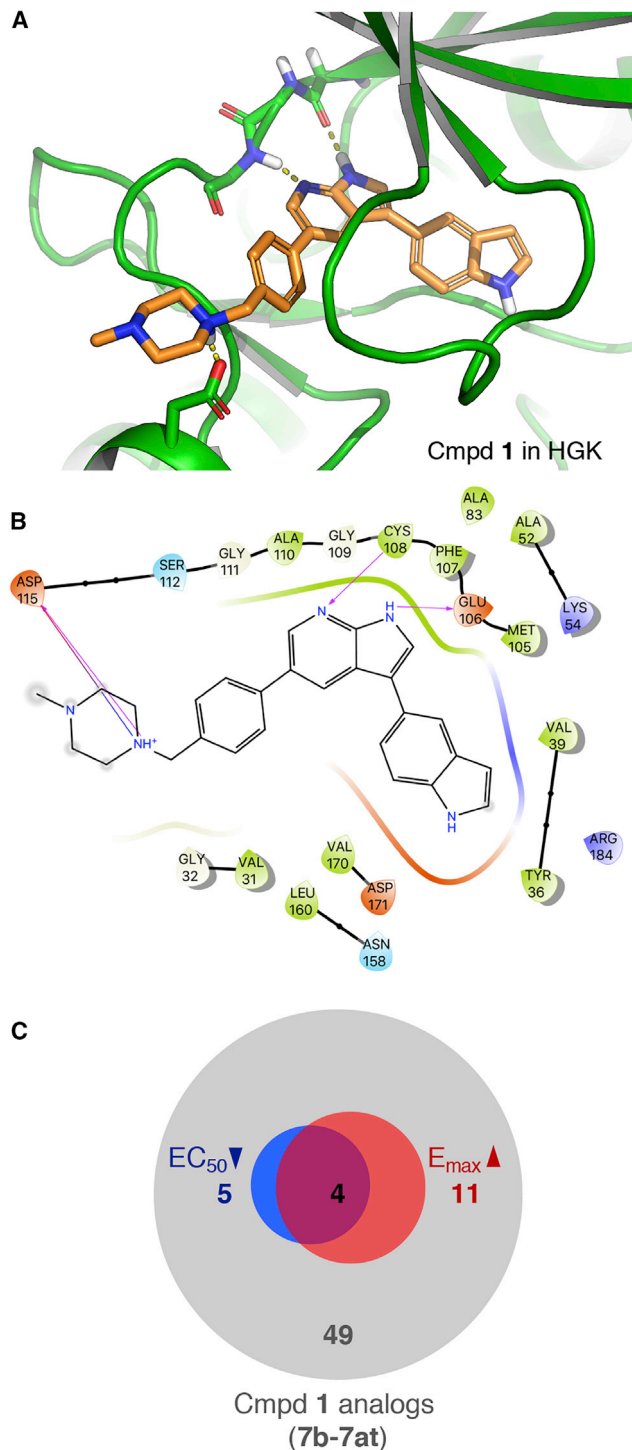 A
Cmpd 1 in HGK
B
ALA
83
CYS
108
GLY
109
ALA
110
GLY
111
SER
112
ASP
115
PHE
107
ALA
52
GLU
106
LYS
54
MET
105
N
H
N
N
NH+
N
H
VAL
39
ARG
184
TYR
36
GLY
32
VAL
31
VAL
170
ASP
171
LEU
160
ASN
158
C
EC50▼
5
4
Emax▲
11
49
Cmpd 1 analogs
(7b-7at)